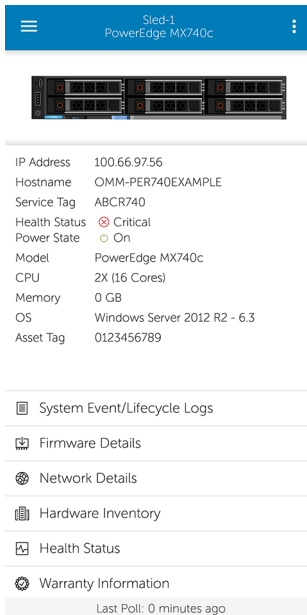 Sled-1
PowerEdge MX740c
IP Address 100.66.97.56
Hostname OMM-PER740EXAMPLE
Service Tag ABCR740
Health Status Critical
Power State On
Model PowerEdge MX740c
CPU 2X (16 Cores)
Memory 0 GB
OS Windows Server 2012 R2 - 6.3
Asset Tag 0123456789
System Event/Lifecycle Logs
Firmware Details
Network Details
Hardware Inventory
Health Status
Warranty Information
Last Poll: 0 minutes ago